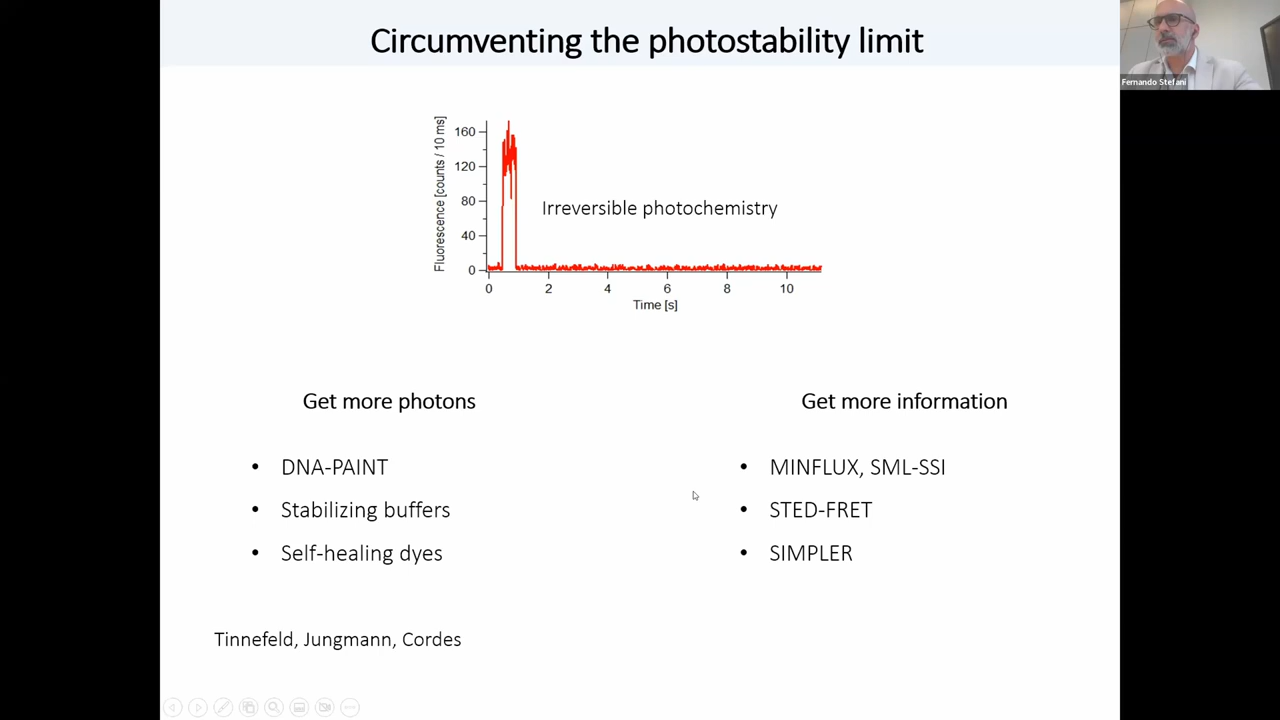 Circumventing the photostability limit
Fernando Stefani
Fluorescence [counts / 10 ms]
160
120
80
40
0
Irreversible photochemistry
0 2 4 6 8 10
Time [s]
Get more photons
Get more information
• DNA-PAINT
• Stabilizing buffers
• Self-healing dyes
• MINFLUX, SML-SSI
• STED-FRET
• SIMPLER
Tinnefeld, Jungmann, Cordes